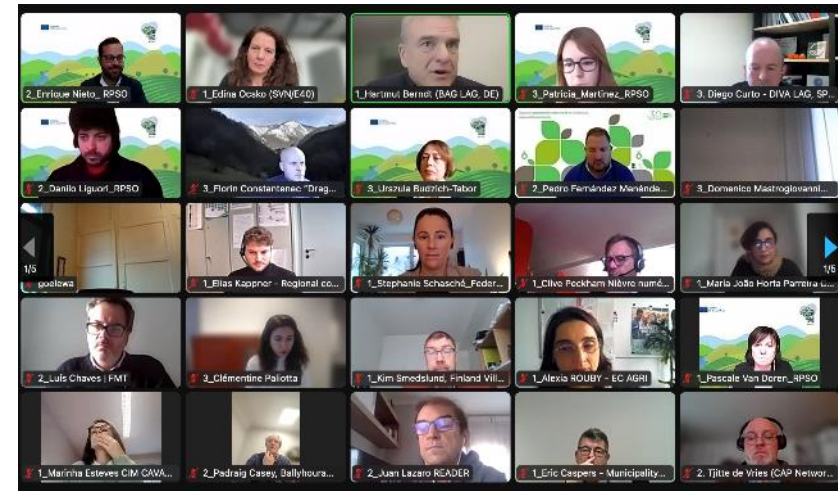 2_Enrique Nieto_ RPSO
1_Edina Ocsko (SVN/E40)
1_Hartmut Berndt (BAG LAG, DE)
3_Patricia_Martinez_RPSO
3. Diego Curto - DIVA LAG, SP...
2_Danilo Liguori_RPSO
3_Florin Constantenec "Drag...
3_Urszula Budzich-Tabor
2_Pedro Fernández Menénde...
3_Domenico Mastrogiovanni...
1/5
goelewa
1_Elias Kappner - Regional co...
1_Stephanie Schasché_Feder...
1_Clive Peckham Nièvre numé...
1_Maria João Horta Parreira ...
1/5
2_Luis Chaves | FMT
3_Clémentine Paliotta
1_Kim Smedslund, Finland Vill...
1_Alexia ROUBY - EC AGRI
1_Pascale Van Doren_RPSO
1_Marinha Esteves CIM CAVA...
2_Padraig Casey, Ballyhoura...
2_Juan Lazaro READER
1_Eric Caspers - Municipality...
2. Tjitte de Vries (CAP Networ...